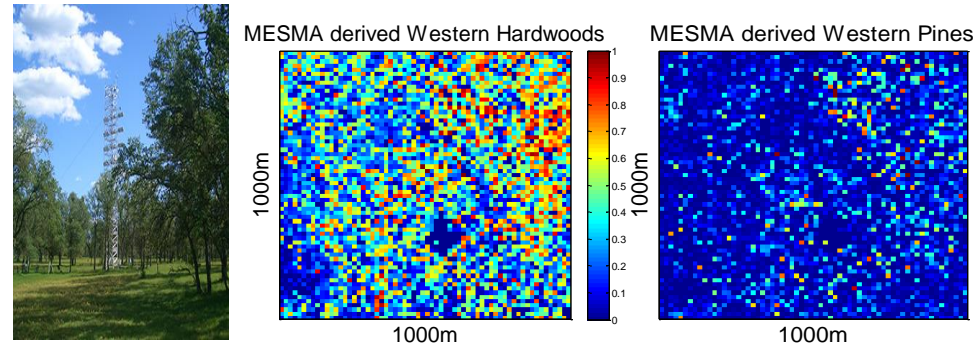 MESMA derived Western Hardwoods
MESMA derived Western Pines
1000m
1
0.9
0.8
0.7
0.6
0.5
0.4
0.3
0.2
0.1
0
1000m
1000m
1000m